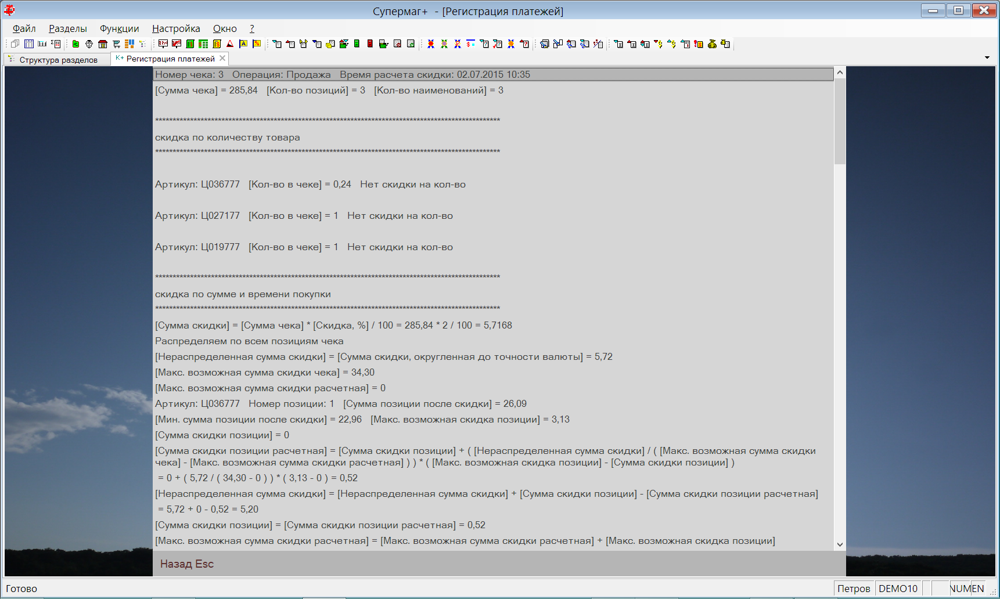 Супермаг+ - [Регистрация платежей]
Файл Разделы Функции Настройка Окно ?
Структура разделов
К+ Регистрация платежей
Номер чека: 3 Операция: Продажа Время расчета скидки: 02.07.2015 10:35
[Сумма чека] = 285,84 [Кол-во позиций] = 3 [Кол-во наименований] = 3
***************************************************************************************************
скидка по количеству товара
***************************************************************************************************
Артикул: Ц036777 [Кол-во в чеке] = 0,24 Нет скидки на кол-во
Артикул: Ц027177 [Кол-во в чеке] = 1 Нет скидки на кол-во
Артикул: Ц019777 [Кол-во в чеке] = 1 Нет скидки на кол-во
***************************************************************************************************
скидка по сумме и времени покупки
***************************************************************************************************
[Сумма скидки] = [Сумма чека] * [Скидка, %] / 100 = 285,84 * 2 / 100 = 5,7168
Распределяем по всем позициям чека
[Нераспределенная сумма скидки] = [Сумма скидки, округленная до точности валюты] = 5,72
[Макс. возможная сумма скидки чека] = 34,30
[Макс. возможная сумма скидки расчетная] = 0
Артикул: Ц036777 Номер позиции: 1 [Сумма позиции после скидки] = 26,09
[Мин. сумма позиции после скидки] = 22,96 [Макс. возможная скидка позиции] = 3,13
[Сумма скидки позиции] = 0
[Сумма скидки позиции расчетная] = [Сумма скидки позиции] + ( [Нераспределенная сумма скидки] / ( [Макс. возможная сумма скидки
чека] - [Макс. возможная сумма скидки расчетная] ) ) * ( [Макс. возможная скидка позиции] - [Сумма скидки позиции] )
= 0 + ( 5,72 / ( 34,30 - 0 ) ) * ( 3,13 - 0 ) = 0,52
[Нераспределенная сумма скидки] = [Нераспределенная сумма скидки] + [Сумма скидки позиции] - [Сумма скидки позиции расчетная]
= 5,72 + 0 - 0,52 = 5,20
[Сумма скидки позиции] = [Сумма скидки позиции расчетная] = 0,52
[Макс. возможная сумма скидки расчетная] = [Макс. возможная сумма скидки расчетная] + [Макс. возможная скидка позиции]
Назад Esc
Готово
Петров DEMO10 NUM EN